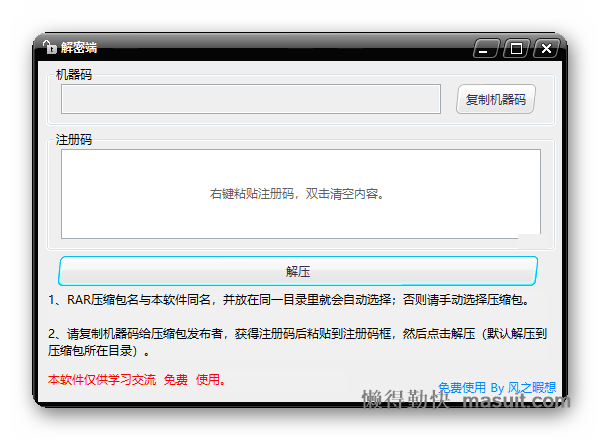 解密端
机器码
复制机器码
注册码
右键粘贴注册码，双击清空内容。
解压
1、RAR压缩包名与本软件同名，并放在同一目录里就会自动选择；否则请手动选择压缩包。
2、请复制机器码给压缩包发布者，获得注册码后粘贴到注册码框，然后点击解压（默认解压到
压缩包所在目录）。
本软件仅供学习交流 免费 使用。
免费使用 By 风之暇想
懒得勤快 masuit.com